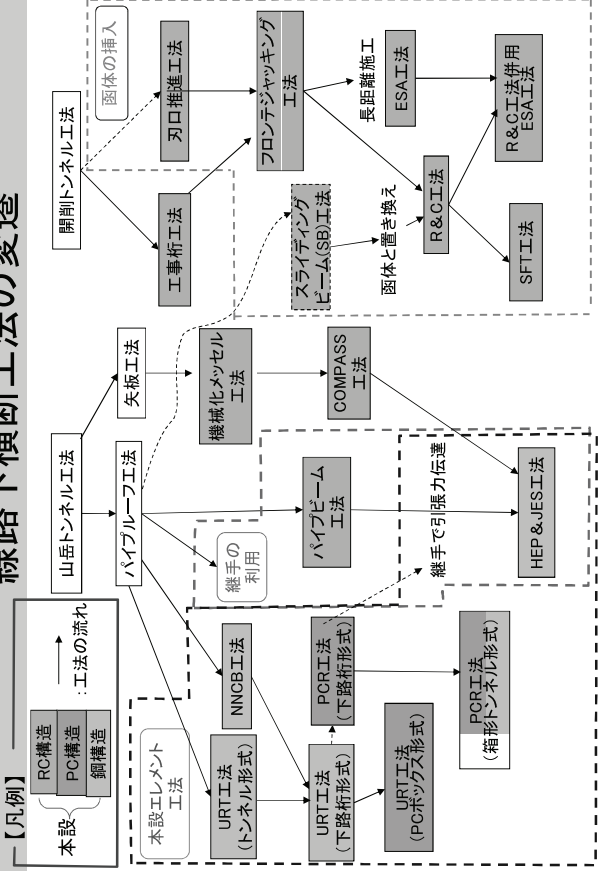 線路下横断工法の変遷
【凡例】
本設
RC構造
PC構造
鋼構造
：工法の流れ
山岳トンネル工法
開削トンネル工法
パイプルーフ工法
矢板工法
函体の挿入
本設エレメント
工法
継手の
利用
工事桁工法
刃口推進工法
URT工法
(トンネル形式)
NNCB工法
機械化メッセル
工法
フロンテジャッキング
工法
URT工法
(下路桁形式)
PCR工法
(下路桁形式)
パイプビーム
工法
COMPASS
工法
スライディング
ビーム(SB)工法
長距離施工
函体と置き換え
ESA工法
URT工法
(PCボックス形式)
継手で引張力伝達
R&C工法
PCR工法
(箱形トンネル形式)
HEP&JES工法
SFT工法
R&C工法併用
ESA工法